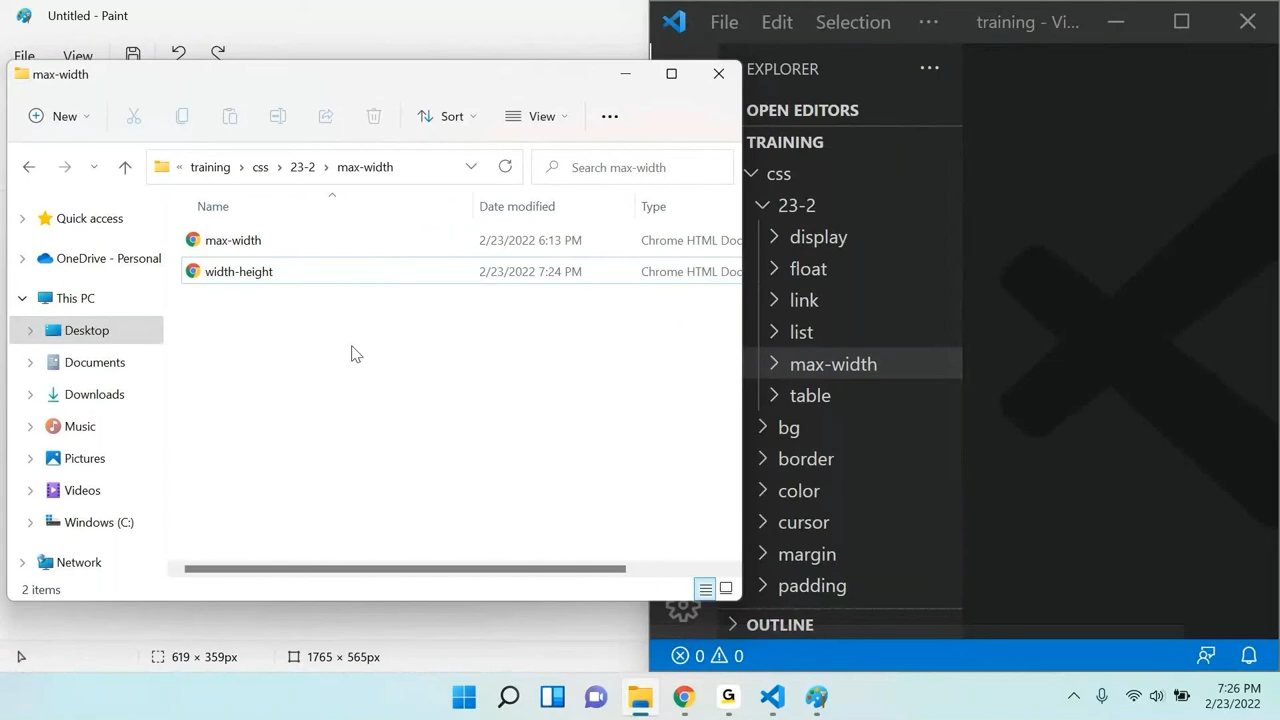 Untitled - Paint
File View
max-width
New Sort View
« training › css › 23-2 › max-width
Search max-width
Name Date modified Type
max-width 2/23/2022 6:13 PM Chrome HTML Doc
width-height 2/23/2022 7:24 PM Chrome HTML Doc
Quick access
OneDrive - Personal
This PC
Desktop
Documents
Downloads
Music
Pictures
Videos
Windows (C:)
Network
2 items
619 × 359px 1765 × 565px
File Edit Selection ··· training - Vi...
EXPLORER
OPEN EDITORS
TRAINING
css
23-2
display
float
link
list
max-width
table
bg
border
color
cursor
margin
padding
OUTLINE
0 0
G
7:26 PM
2/23/2022